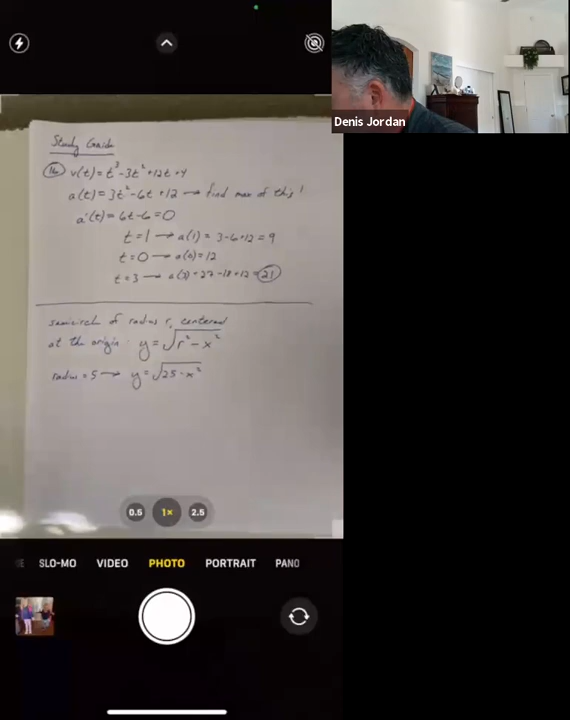 Denis Jordan
Study Guide
16 v(t) = t³ - 3t² + 12t + 4
a(t) = 3t² - 6t + 12 → find max of this!
a'(t) = 6t - 6 = 0
t = 1 → a(1) = 3 - 6 + 12 = 9
t = 0 → a(0) = 12
t = 3 → a(3) = 27 - 18 + 12 = 21
semicircle of radius r, centered
at the origin: y = √r² - x²
radius = 5 → y = √25 - x²
0.5 1× 2.5
SLO-MO VIDEO PHOTO PORTRAIT PANO